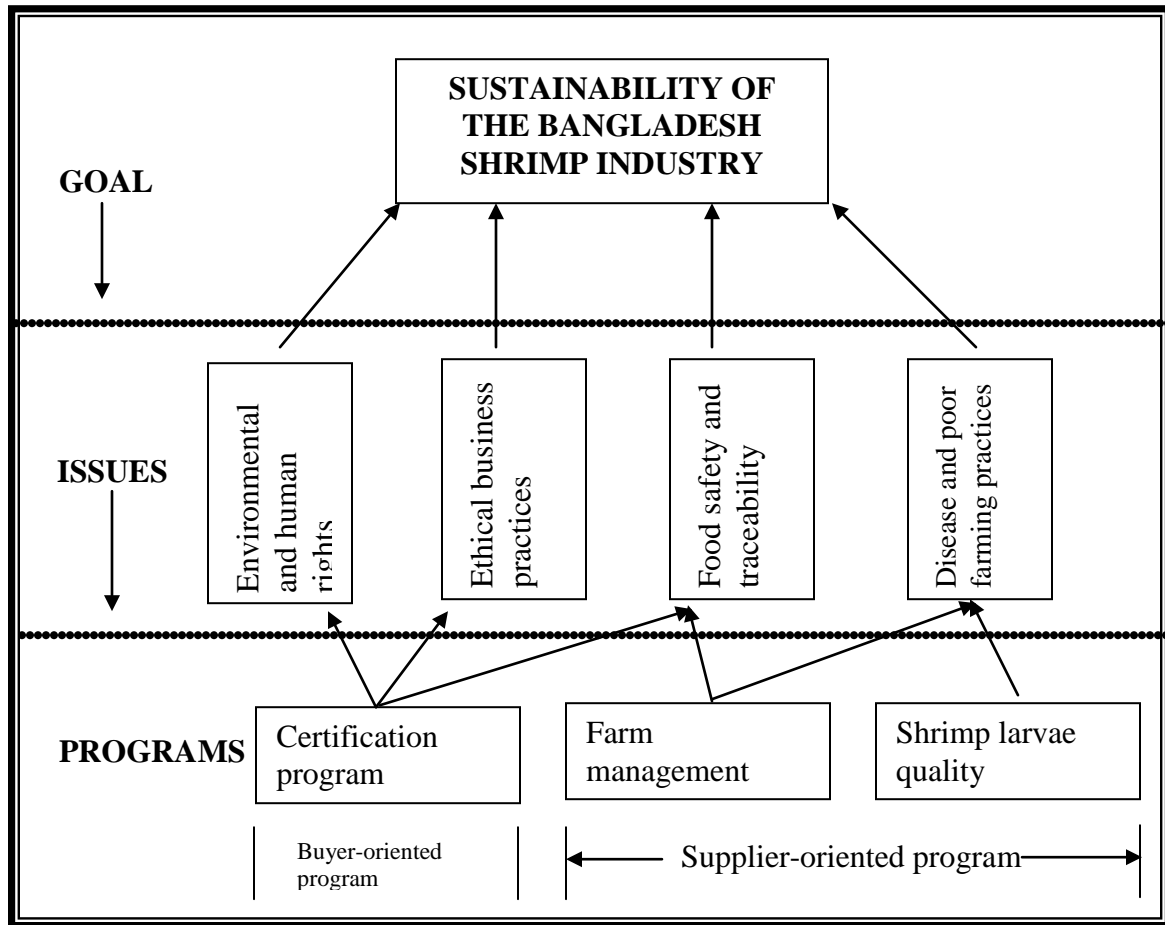 SUSTAINABILITY OF
THE BANGLADESH
SHRIMP INDUSTRY
GOAL
ISSUES
Environmental
and human
rights
Ethical business
practices
Food safety and
traceability
Disease and poor
farming practices
PROGRAMS
Certification
program
Farm
management
Shrimp larvae
quality
Buyer-oriented
program
Supplier-oriented program